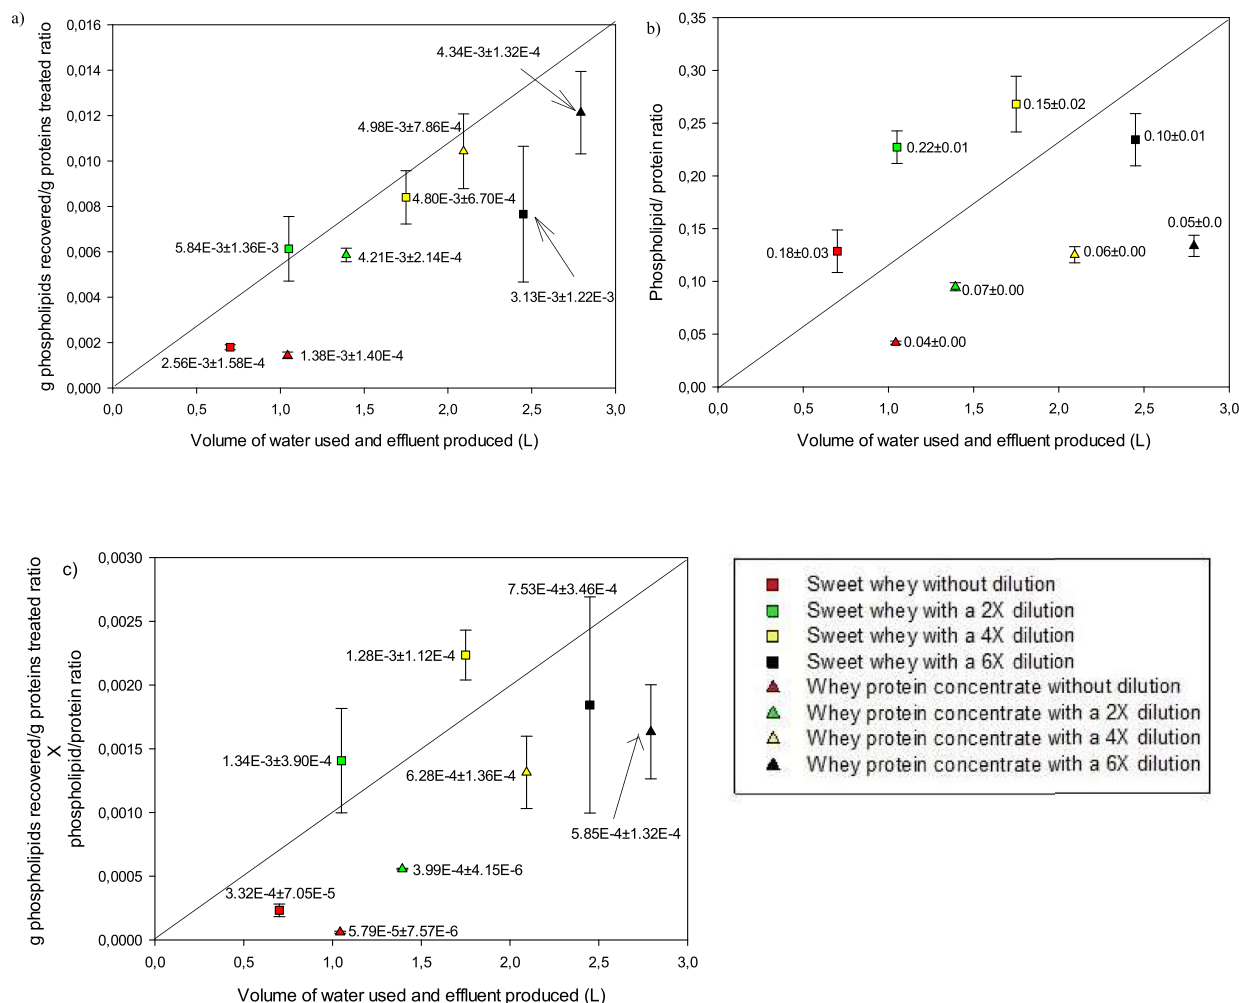 a)
g phospholipids recovered/g proteins treated ratio
0,016
0,014
0,012
0,010
0,008
0,006
0,004
0,002
0,000
4.34E-3±1.32E-4
4.98E-3±7.86E-4
4.80E-3±6.70E-4
5.84E-3±1.36E-3
4.21E-3±2.14E-4
3.13E-3±1.22E-3
2.56E-3±1.58E-4
1.38E-3±1.40E-4
0,0 0,5 1,0 1,5 2,0 2,5 3,0
Volume of water used and effluent produced (L)
b)
Phospholipid/ protein ratio
0,35
0,30
0,25
0,20
0,15
0,10
0,05
0,00
0.15±0.02
0.22±0.01
0.10±0.01
0.18±0.03
0.05±0.0
0.06±0.00
0.07±0.00
0.04±0.00
0,0 0,5 1,0 1,5 2,0 2,5 3,0
Volume of water used and effluent produced (L)
c)
g phospholipids recovered/g proteins treated ratio
X
phospholipid/protein ratio
0,0030
0,0025
0,0020
0,0015
0,0010
0,0005
0,0000
7.53E-4±3.46E-4
1.28E-3±1.12E-4
1.34E-3±3.90E-4
6.28E-4±1.36E-4
5.85E-4±1.32E-4
3.99E-4±4.15E-6
3.32E-4±7.05E-5
5.79E-5±7.57E-6
0,0 0,5 1,0 1,5 2,0 2,5 3,0
Volume of water used and effluent produced (L)
Sweet whey without dilution
Sweet whey with a 2X dilution
Sweet whey with a 4X dilution
Sweet whey with a 6X dilution
Whey protein concentrate without dilution
Whey protein concentrate with a 2X dilution
Whey protein concentrate with a 4X dilution
Whey protein concentrate with a 6X dilution